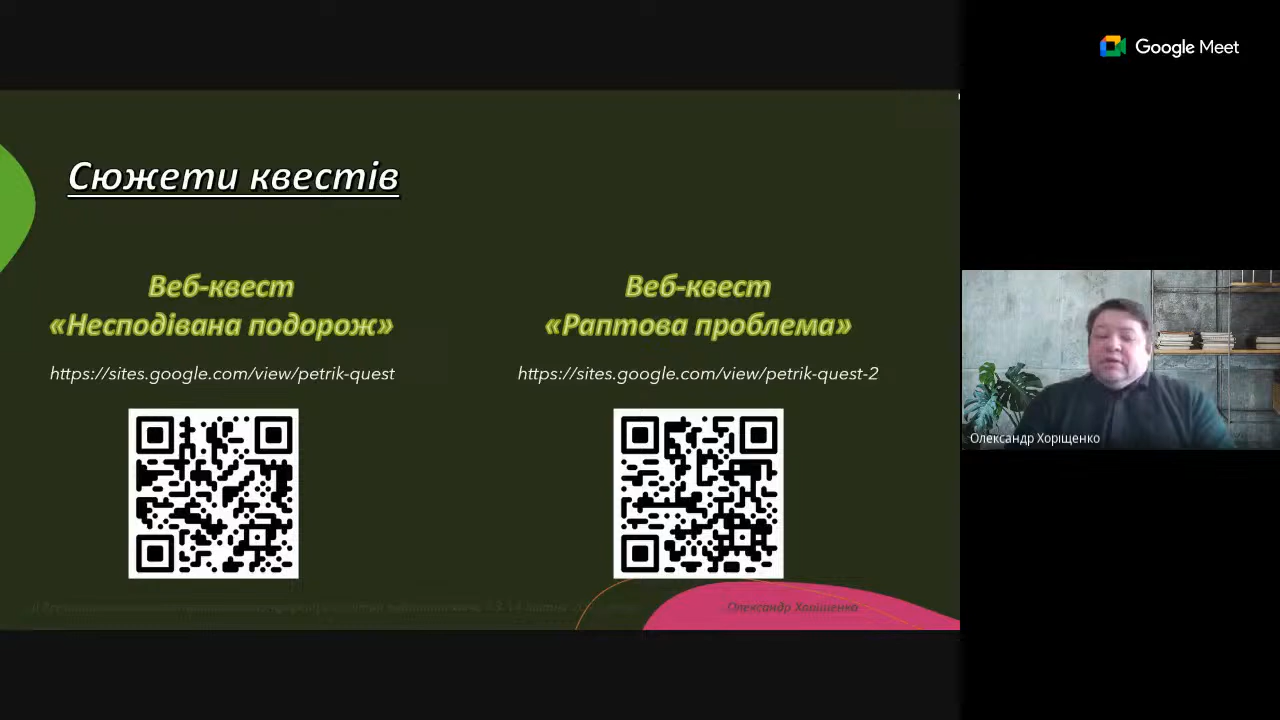 Google Meet
Сюжети квестів
Веб-квест
«Несподівана подорож»
https://sites.google.com/view/petrik-quest
Веб-квест
«Раптова проблема»
https://sites.google.com/view/petrik-quest-2
Олександр Хоріщенко
Олександр Хоріщенко